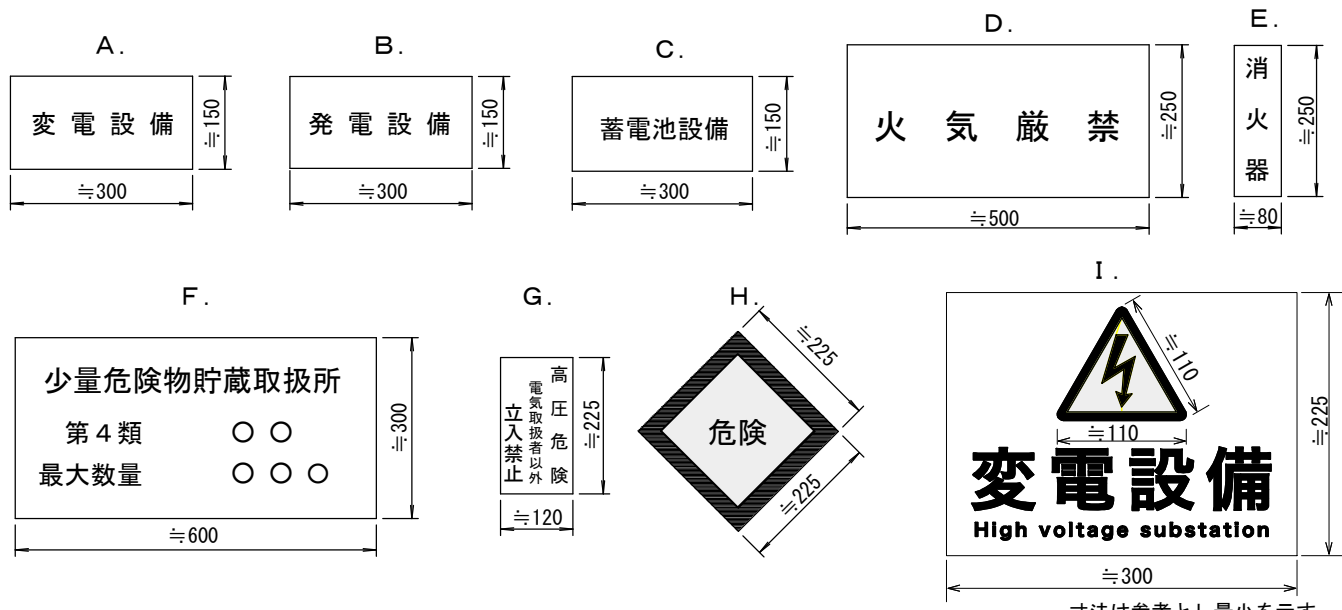 A.
変電設備
≒150
≒300
B.
発電設備
≒150
≒300
C.
蓄電池設備
≒150
≒300
D.
火気厳禁
≒250
≒500
E.
消火器
≒250
≒80
F.
少量危険物貯蔵取扱所
第4類 ○○
最大数量 ○○○
≒300
≒600
G.
高圧危険
電気取扱者以外
立入禁止
≒225
≒120
H.
危険
≒225
≒225
I.
≒110
≒110
変電設備
High voltage substation
≒225
≒300